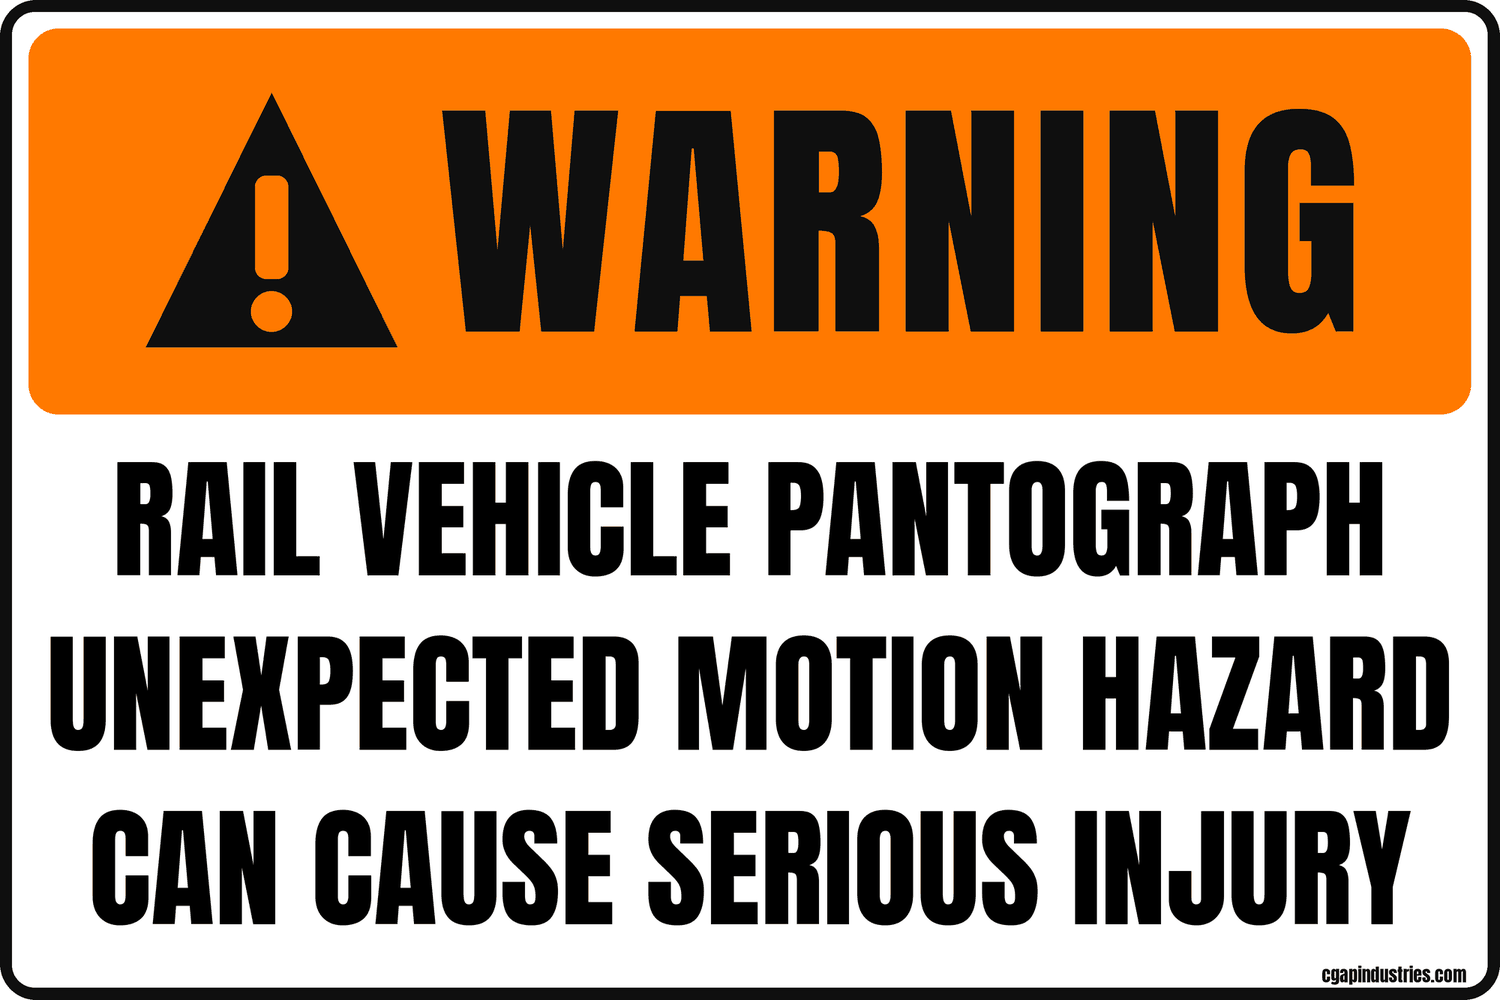 WARNING
RAIL VEHICLE PANTOGRAPH
UNEXPECTED MOTION HAZARD
CAN CAUSE SERIOUS INJURY
cgapindustries.com